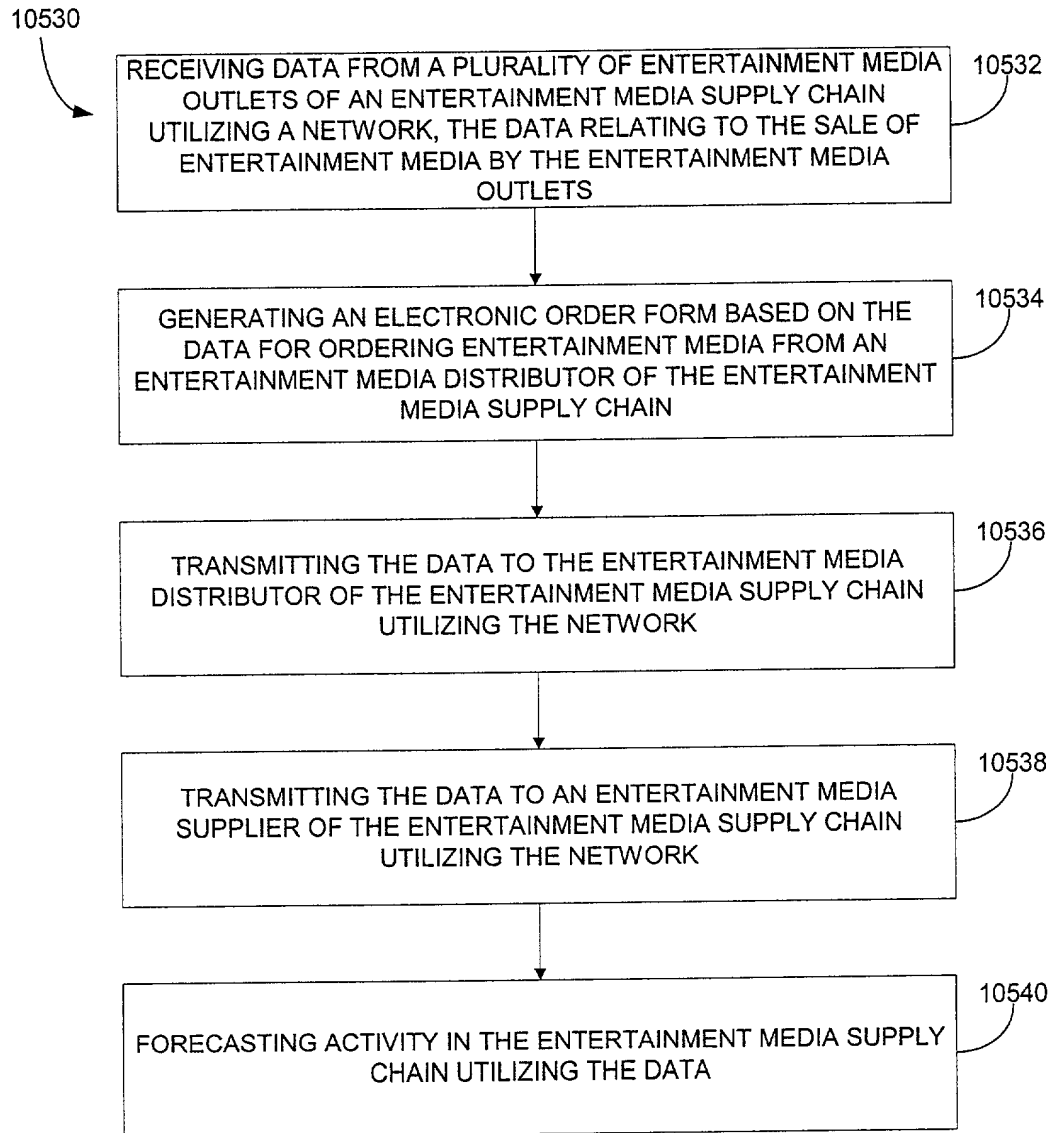 10530
RECEIVING DATA FROM A PLURALITY OF ENTERTAINMENT MEDIA
OUTLETS OF AN ENTERTAINMENT MEDIA SUPPLY CHAIN
UTILIZING A NETWORK, THE DATA RELATING TO THE SALE OF
ENTERTAINMENT MEDIA BY THE ENTERTAINMENT MEDIA
OUTLETS
10532
GENERATING AN ELECTRONIC ORDER FORM BASED ON THE
DATA FOR ORDERING ENTERTAINMENT MEDIA FROM AN
ENTERTAINMENT MEDIA DISTRIBUTOR OF THE ENTERTAINMENT
MEDIA SUPPLY CHAIN
10534
TRANSMITTING THE DATA TO THE ENTERTAINMENT MEDIA
DISTRIBUTOR OF THE ENTERTAINMENT MEDIA SUPPLY CHAIN
UTILIZING THE NETWORK
10536
TRANSMITTING THE DATA TO AN ENTERTAINMENT MEDIA
SUPPLIER OF THE ENTERTAINMENT MEDIA SUPPLY CHAIN
UTILIZING THE NETWORK
10538
FORECASTING ACTIVITY IN THE ENTERTAINMENT MEDIA SUPPLY
CHAIN UTILIZING THE DATA
10540